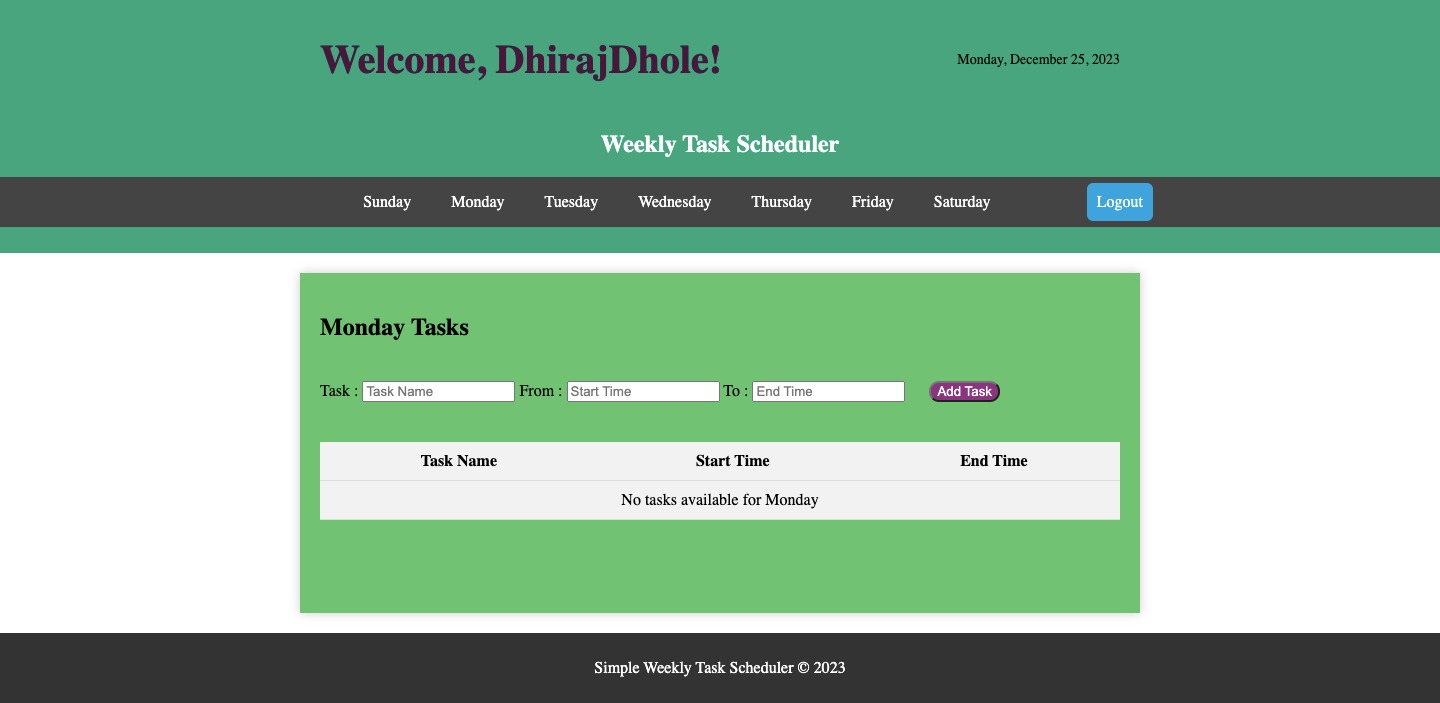 Welcome, DhirajDhole!
Monday, December 25, 2023
Weekly Task Scheduler
Sunday Monday Tuesday Wednesday Thursday Friday Saturday Logout
Monday Tasks
Task : Task Name From : Start Time To : End Time Add Task
Task Name Start Time End Time
No tasks available for Monday
Simple Weekly Task Scheduler © 2023